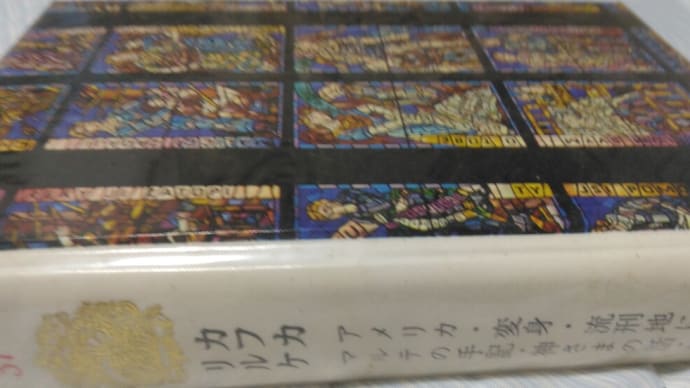 カフカ
リルケ
アメリカ・変身・流刑地に
マルテの手記・神さまの話・